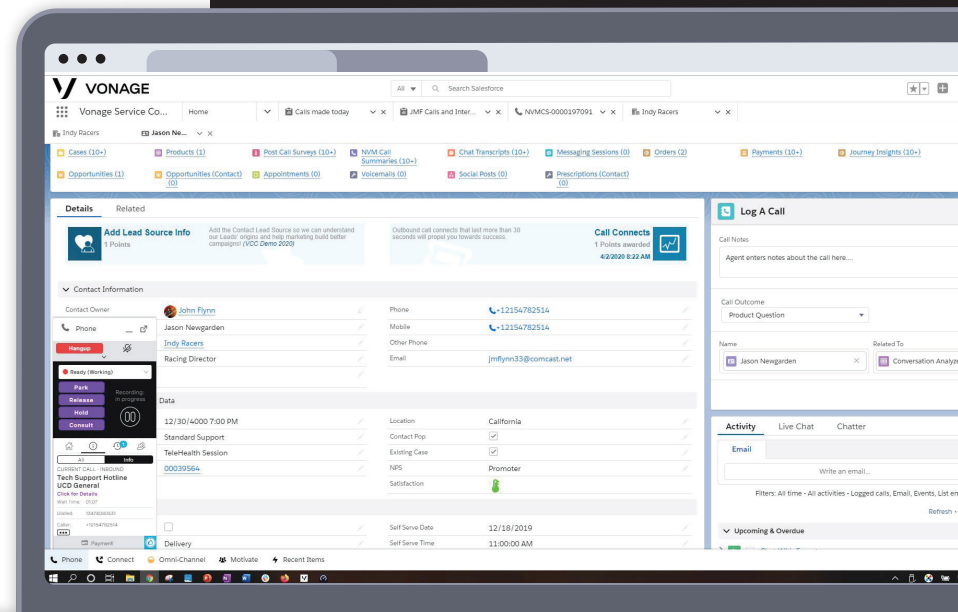 VONAGE
All
Search Salesforce
Vonage Service Co...
Home
Calls made today
JMF Calls and Inter...
NVMCS-0000197091
Indy Racers
Indy Racers
Jason Ne...
Cases (10+)
Products (1)
Post Call Surveys (10+)
NVM Call
Summaries (10+)
Chat Transcripts (10+)
Messaging Sessions (0)
Orders (2)
Payments (10+)
Journey Insights (10+)
Opportunities (1)
Opportunities (Contact)
(0)
Appointments (0)
Voicemails (0)
Social Posts (0)
Prescriptions (Contact)
(0)
Details
Related
Add Lead Source Info
1 Points
Add the Contact Lead Source so we can understand
our Leads' origins and help marketing build better
campaigns! (VCC Demo 2020)
Outbound call connects that last more than 30
seconds will propel you towards success.
Call Connects
1 Points awarded
4/2/2020 8:22 AM
Contact Information
Contact Owner
John Flynn
Phone
+12154782514
Jason Newgarden
Mobile
+12154782514
Indy Racers
Other Phone
Racing Director
Email
jmflynn33@comcast.net
Data
12/30/4000 7:00 PM
Location
California
Standard Support
Contact Pop
TeleHealth Session
Existing Case
00039564
NPS
Promoter
Satisfaction
Self Serve Date
12/18/2019
Delivery
Self Serve Time
11:00:00 AM
Phone
Hangup
Ready (Working)
Park
Release
Hold
Consult
Recording:
in progress
1
All
Info
CURRENT CALL - INBOUND
Tech Support Hotline
UCD General
Click for Details
Wait Time
01:07
Dialed:
Caller:
+12154782514
Payment
Log A Call
Call Notes
Agent enters notes about the call here....
Call Outcome
Product Question
Name
Related To
Jason Newgarden
Conversation Analyze
Activity
Live Chat
Chatter
Email
Write an email...
Filters: All time • All activities • Logged calls, Email, Events, List em
Refresh •
Upcoming & Overdue
Phone
Connect
Omni-Channel
Motivate
Recent Items